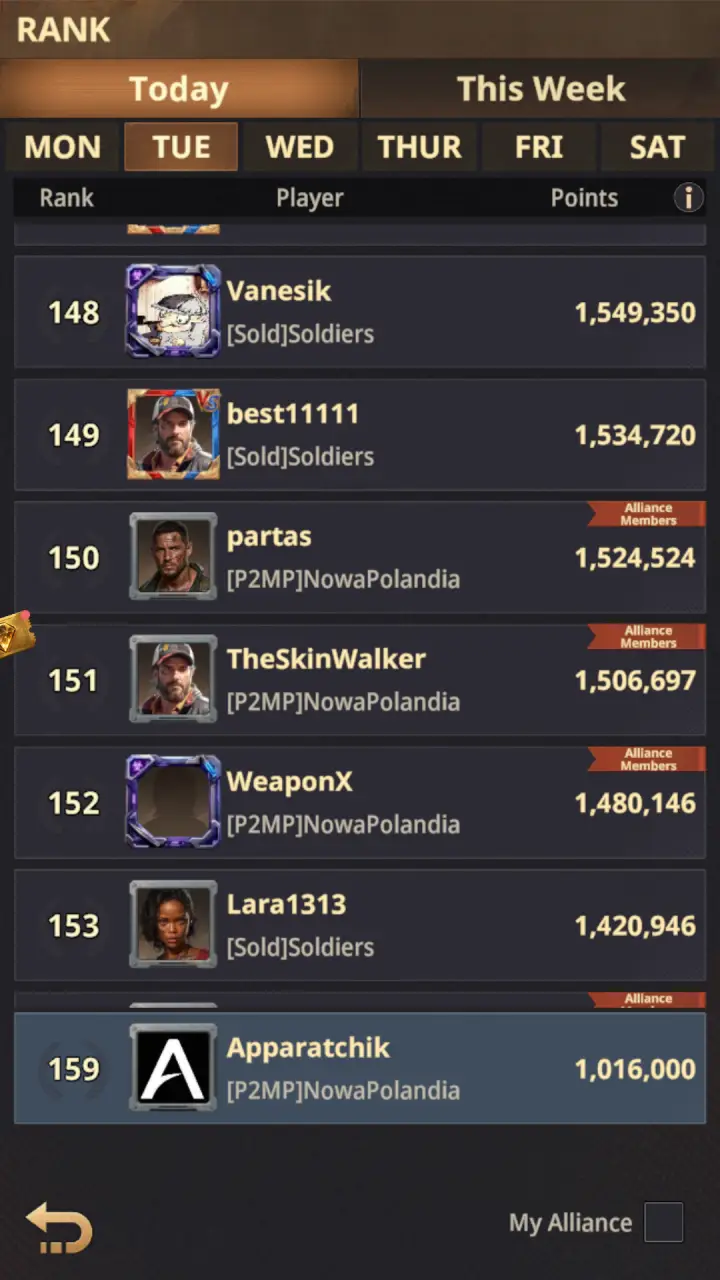 RANK
Today
This Week
MON
TUE
WED
THUR
FRI
SAT
Rank
Player
Points
148
Vanesik
[Sold]Soldiers
1,549,350
149
best11111
[Sold]Soldiers
1,534,720
150
partas
[P2MP]NowaPolandia
Alliance
Members
1,524,524
151
TheSkinWalker
[P2MP]NowaPolandia
Alliance
Members
1,506,697
152
WeaponX
[P2MP]NowaPolandia
Alliance
Members
1,480,146
153
Lara1313
[Sold]Soldiers
1,420,946
Alliance
159
Apparatchik
[P2MP]NowaPolandia
1,016,000
My Alliance